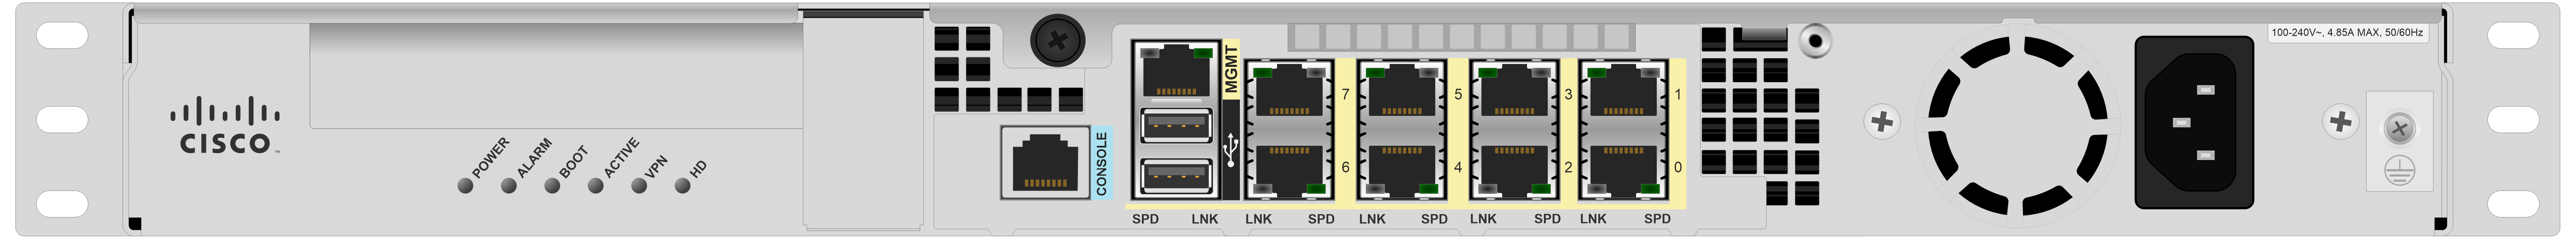 CISCO
POWER
ALARM
BOOT
ACTIVE
VPN
HD
CONSOLE
MGMT
7
5
3
1
6
4
2
0
SPD LNK LNK SPD LNK SPD LNK SPD LNK SPD
100-240V~, 4.85A MAX, 50/60Hz